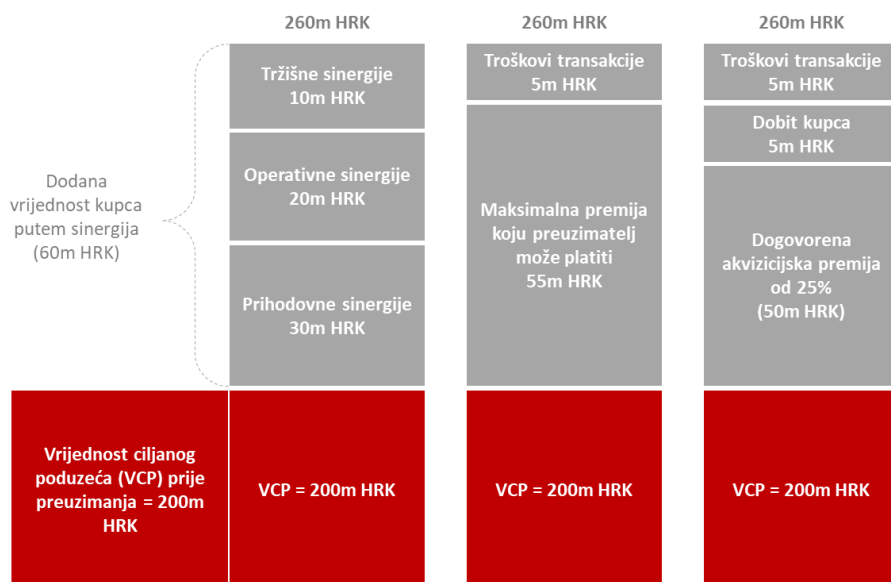 260m HRK
260m HRK
260m HRK
Tržišne sinergije
10m HRK
Operativne sinergije
20m HRK
Prihodovne sinergije
30m HRK
Dodana
vrijednost kupca
putem sinergija
(60m HRK)
Troškovi transakcije
5m HRK
Maksimalna premija
koju preuzimatelj
može platiti
55m HRK
Troškovi transakcije
5m HRK
Dobit kupca
5m HRK
Dogovorena
akvizicijska premija
od 25%
(50m HRK)
Vrijednost ciljanog
poduzeća (VCP) prije
preuzimanja = 200m
HRK
VCP = 200m HRK
VCP = 200m HRK
VCP = 200m HRK